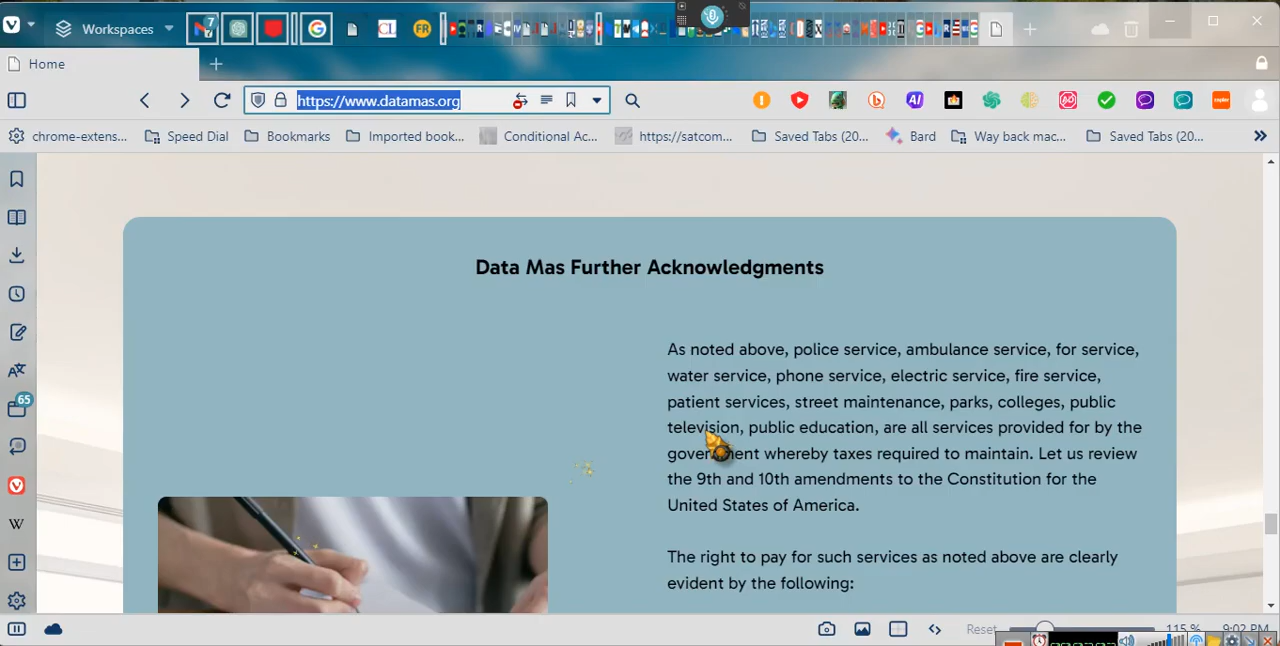 7
CL
FR
Workspaces
Home
https://www.datamas.org
AI
chrome-extens...
Speed Dial
Bookmarks
Imported book...
Conditional Ac...
https://satcom...
Saved Tabs (20...
Bard
Way back mac...
Saved Tabs (20...
65
W
Data Mas Further Acknowledgments
As noted above, police service, ambulance service, for service,
water service, phone service, electric service, fire service,
patient services, street maintenance, parks, colleges, public
television, public education, are all services provided for by the
government whereby taxes required to maintain. Let us review
the 9th and 10th amendments to the Constitution for the
United States of America.
The right to pay for such services as noted above are clearly
evident by the following:
Reset
115 %
9:02 PM